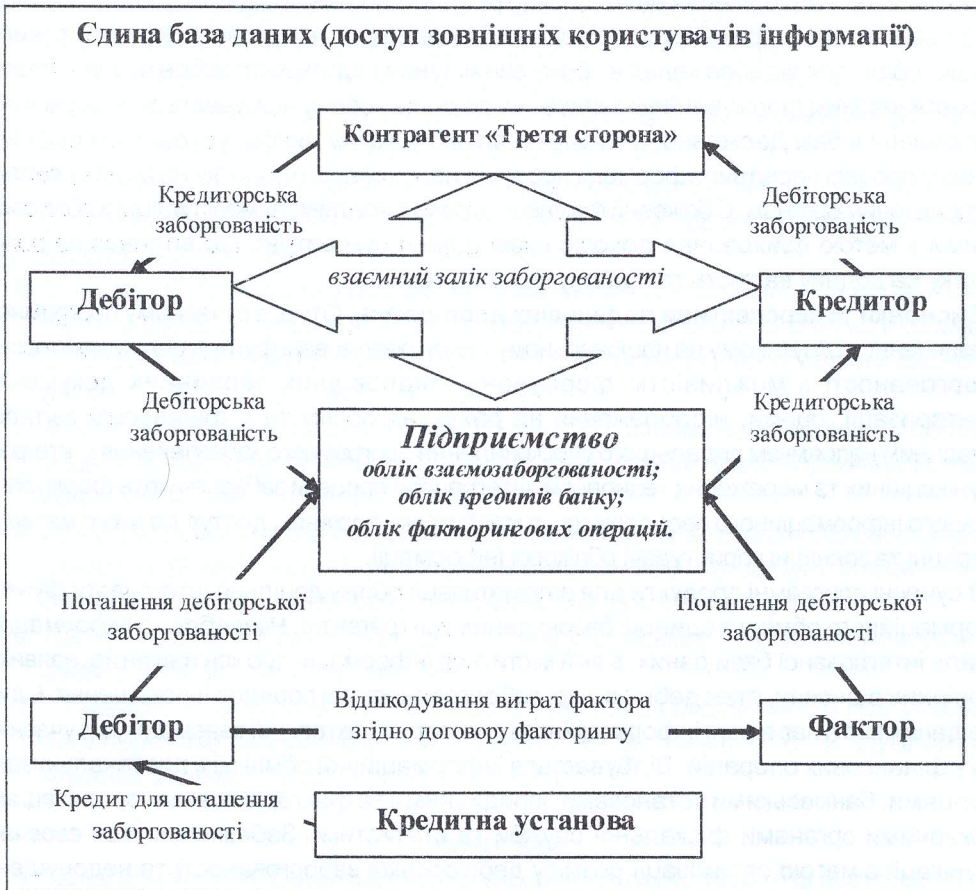 Єдина база даних (доступ зовнішніх користувачів інформації)
Контрагент «Третя сторона»
Кредиторська
заборгованість
Дебіторська
заборгованість
взаємний залік заборгованості
Дебітор
Кредитор
Дебіторська
заборгованість
Кредиторська
заборгованість
Підприємство
облік взаємозаборгованості;
облік кредитів банку;
облік факторингових операцій.
Погашення дебіторської
заборгованості
Погашення дебіторської
заборгованості
Дебітор
Відшкодування витрат фактора
згідно договору факторингу
Фактор
Кредит для погашення
заборгованості
Кредитна установа